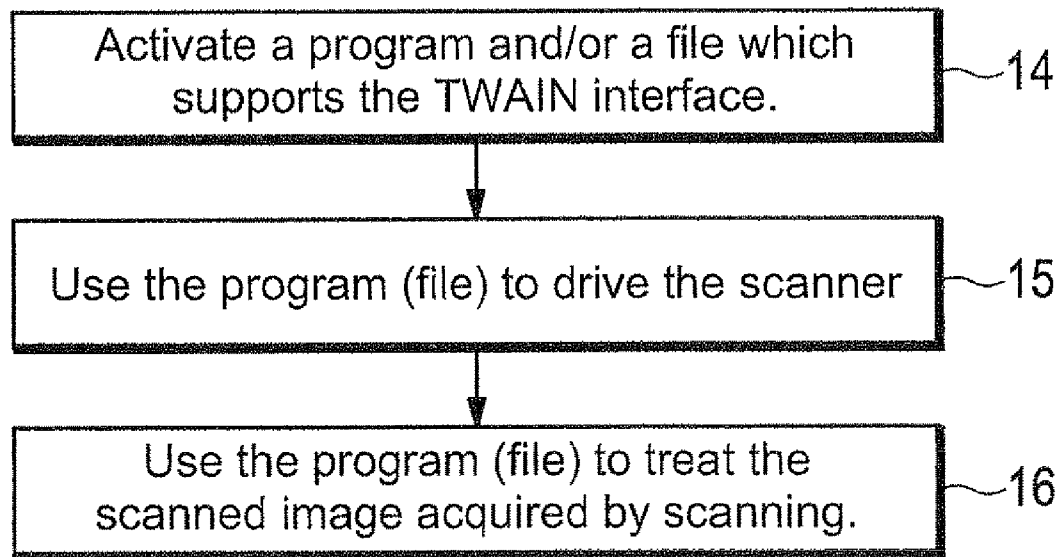 Activate a program and/or a file which
supports the TWAIN interface.
14
Use the program (file) to drive the scanner
15
Use the program (file) to treat the
scanned image acquired by scanning.
16